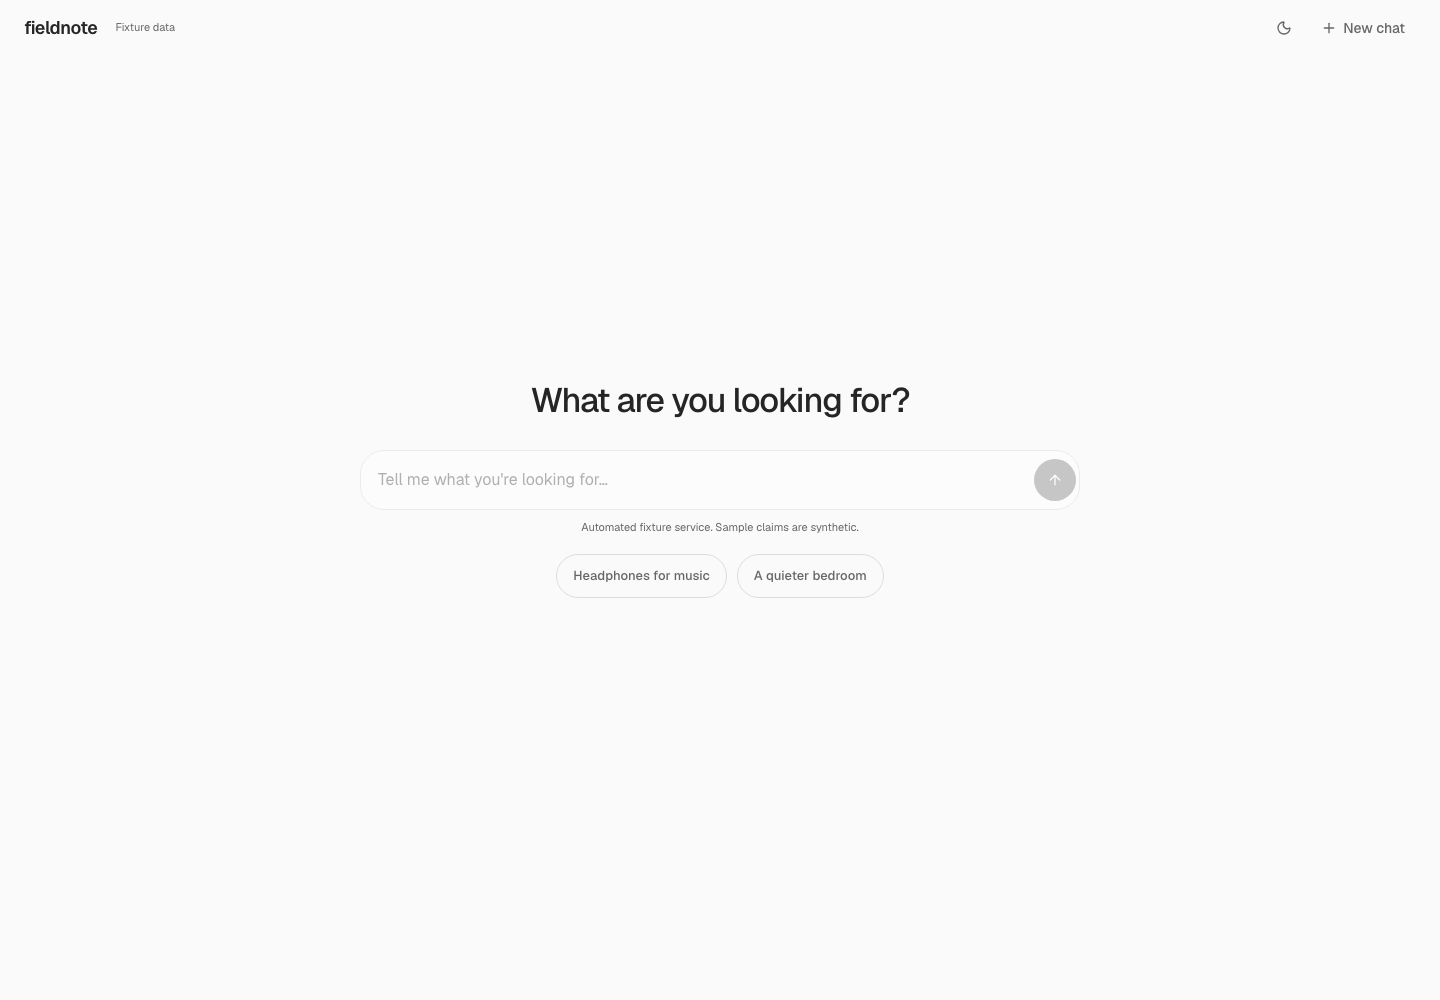 fieldnote
Fixture data
New chat
What are you looking for?
Tell me what you're looking for...
Automated fixture service. Sample claims are synthetic.
Headphones for music
A quieter bedroom